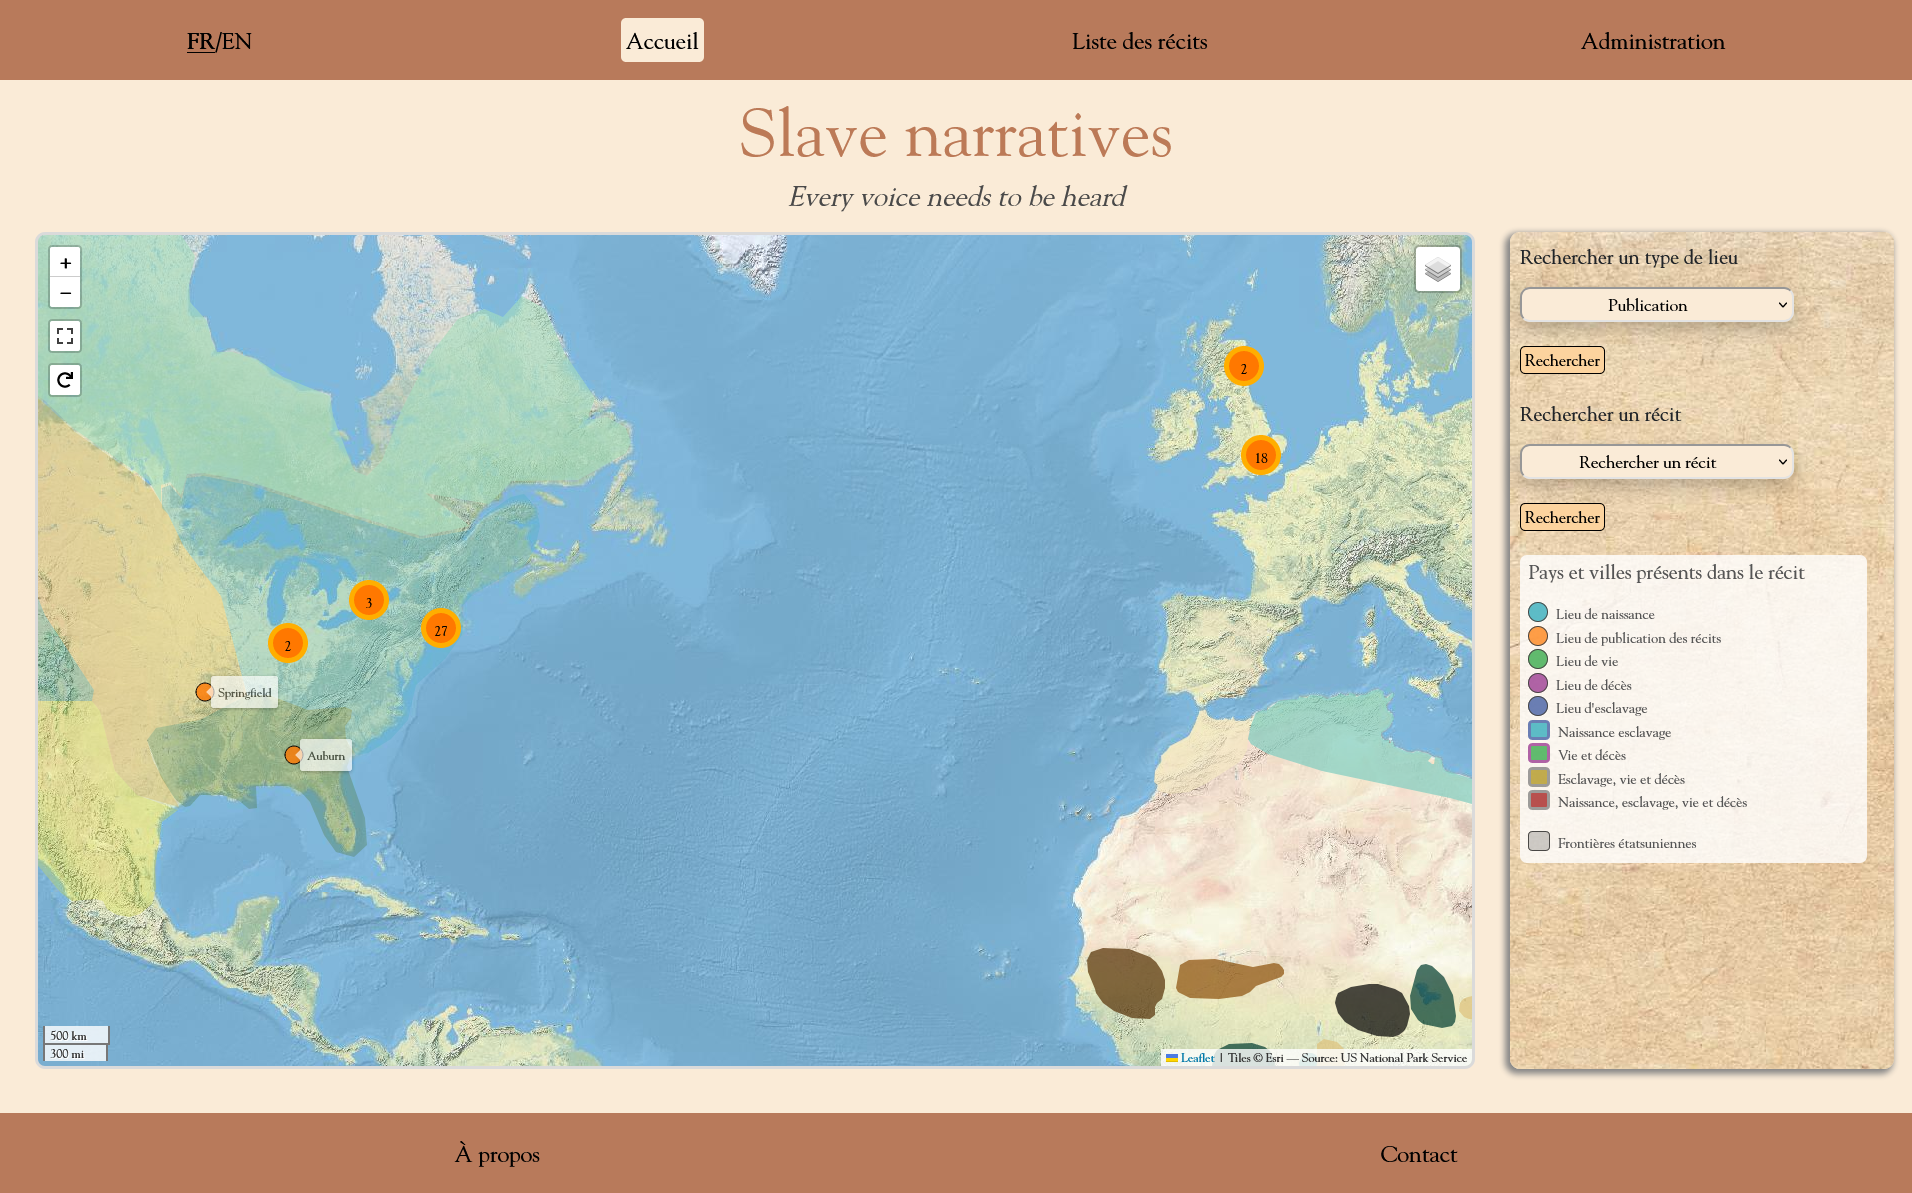 FR/EN
Accueil
Liste des récits
Administration
Slave narratives
Every voice needs to be heard
+
−
2
18
3
27
2
Springfield
Auburn
500 km
300 mi
Leaflet | Tiles © Esri — Source: US National Park Service
Rechercher un type de lieu
Publication
Rechercher
Rechercher un récit
Rechercher un récit
Rechercher
Pays et villes présents dans le récit
Lieu de naissance
Lieu de publication des récits
Lieu de vie
Lieu de décès
Lieu d'esclavage
Naissance esclavage
Vie et décès
Esclavage, vie et décès
Naissance, esclavage, vie et décès
Frontières étatsuniennes
À propos
Contact